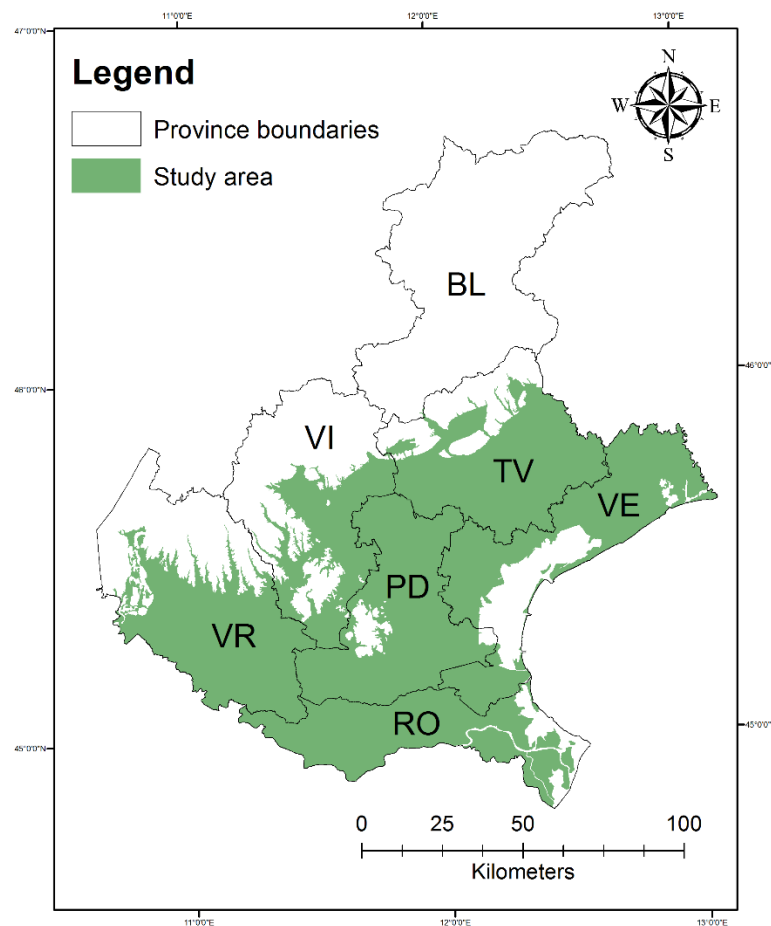 11°0'0"E 12°0'0"E 13°0'0"E
47°0'0"N
Legend
Province boundaries
Study area
N
W E
S
BL
46°0'0"N
46°0'0"N
VI
TV
VE
PD
VR
RO
45°0'0"N
45°0'0"N
0 25 50 100
Kilometers
11°0'0"E 12°0'0"E 13°0'0"E